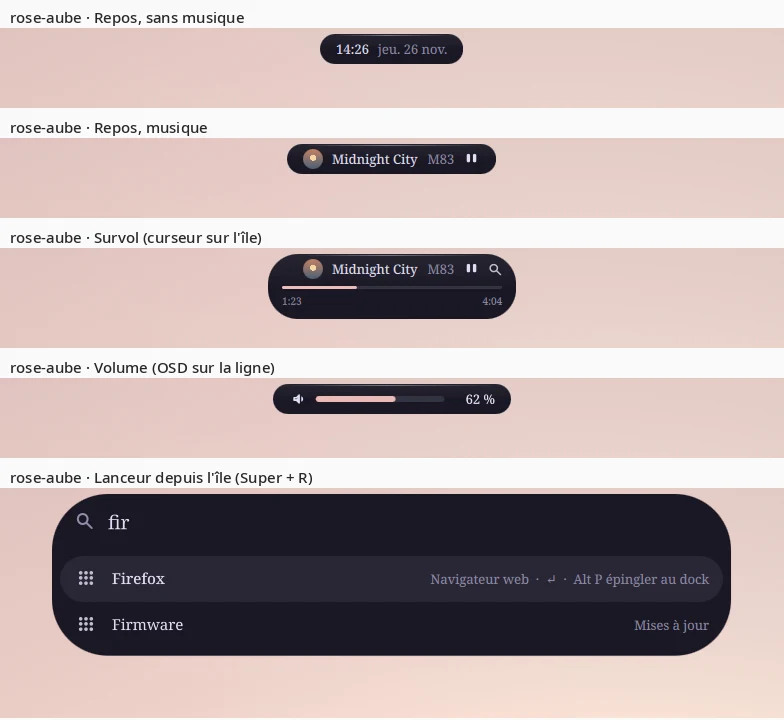 rose-aube · Repos, sans musique
14:26 jeu. 26 nov.
rose-aube · Repos, musique
Midnight City M83
rose-aube · Survol (curseur sur l'île)
Midnight City M83
1:23 4:04
rose-aube · Volume (OSD sur la ligne)
62 %
rose-aube · Lanceur depuis l'île (Super + R)
fir
Firefox Navigateur web · ↵ · Alt P épingler au dock
Firmware Mises à jour